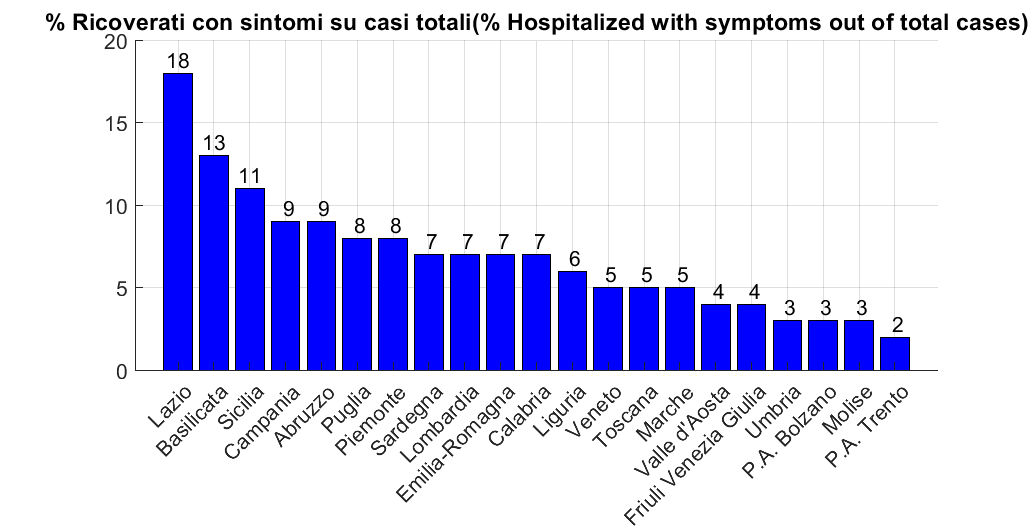 % Ricoverati con sintomi su casi totali(% Hospitalized with symptoms out of total cases)
20
15
10
5
0
18
13
11
9
9
8
8
7
7
7
7
6
5
5
5
4
4
3
3
3
2
Lazio
Basilicata
Sicilia
Campania
Abruzzo
Puglia
Piemonte
Sardegna
Lombardia
Emilia-Romagna
Calabria
Liguria
Veneto
Toscana
Marche
Valle d'Aosta
Friuli Venezia Giulia
Umbria
P.A. Bolzano
Molise
P.A. Trento